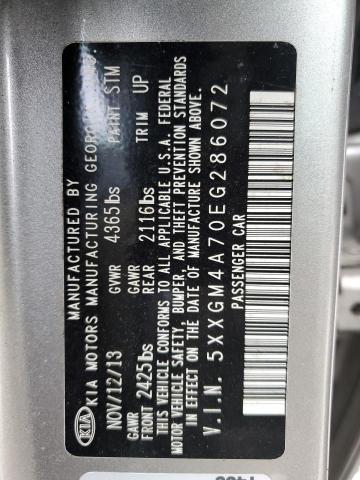 KIA
MANUFACTURED BY
KIA MOTORS MANUFACTURING GEORGIA, INC
NOV/12/13 GVWR 4365lbs PAINT STM
GAWR FRONT 2425lbs GAWR REAR 2116lbs TRIM UP
THIS VEHICLE CONFORMS TO ALL APPLICABLE U.S.A. FEDERAL
MOTOR VEHICLE SAFETY, BUMPER, AND THEFT PREVENTION STANDARDS
IN EFFECT ON THE DATE OF MANUFACTURE SHOWN ABOVE.
V.I.N. 5XXGM4A70EG286072
PASSENGER CAR